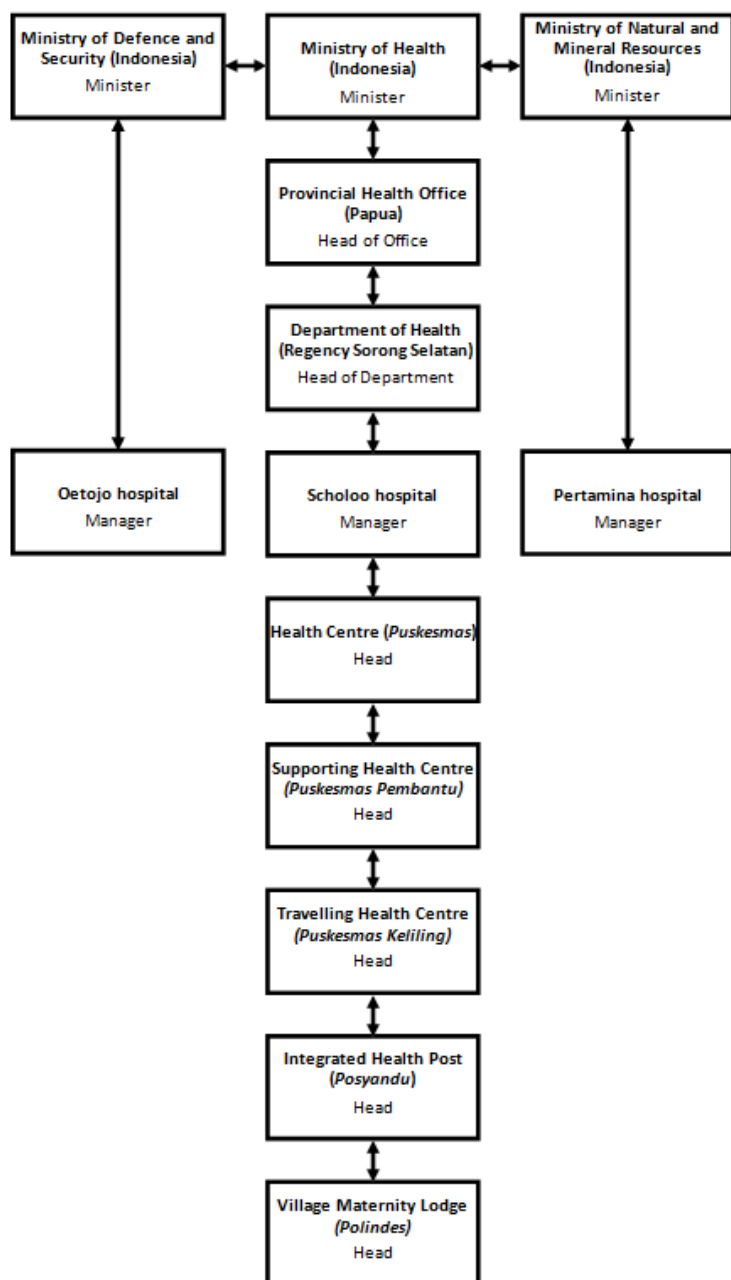 Ministry of Defence and
Security (Indonesia)
Minister
Ministry of Health
(Indonesia)
Minister
Ministry of Natural and
Mineral Resources
(Indonesia)
Minister
Provincial Health Office
(Papua)
Head of Office
Department of Health
(Regency Sorong Selatan)
Head of Department
Oetojo hospital
Manager
Scholoo hospital
Manager
Pertamina hospital
Manager
Health Centre (Puskesmas)
Head
Supporting Health Centre
(Puskesmas Pembantu)
Head
Travelling Health Centre
(Puskesmas Keliling)
Head
Integrated Health Post
(Posyandu)
Head
Village Maternity Lodge
(Polindes)
Head